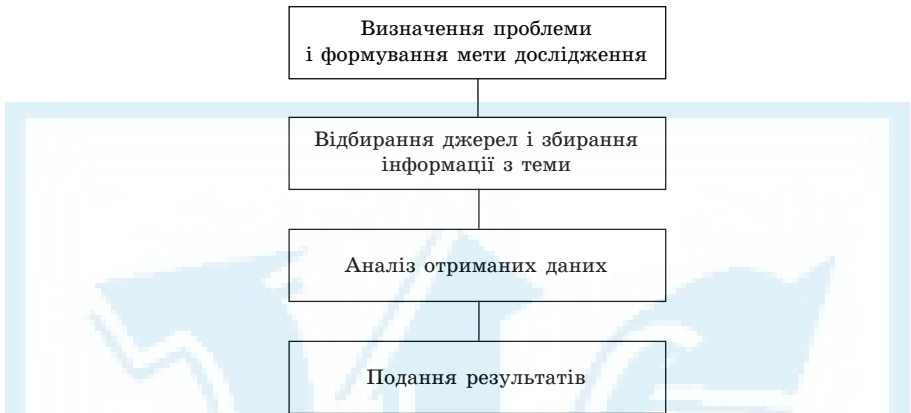 Визначення проблеми
і формування мети дослідження
Відбирання джерел і збирання
інформації з теми
Аналіз отриманих даних
Подання результатів